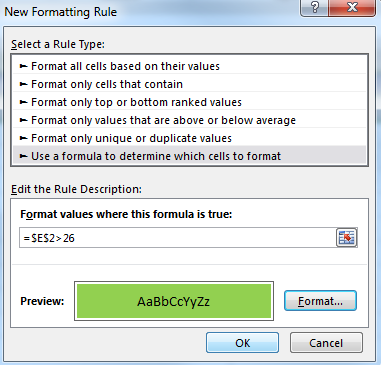 New Formatting Rule
Select a Rule Type:
► Format all cells based on their values
► Format only cells that contain
► Format only top or bottom ranked values
► Format only values that are above or below average
► Format only unique or duplicate values
► Use a formula to determine which cells to format
Edit the Rule Description:
Format values where this formula is true:
=$E$2>26
Preview:
AaBbCcYyZz
Format...
OK
Cancel